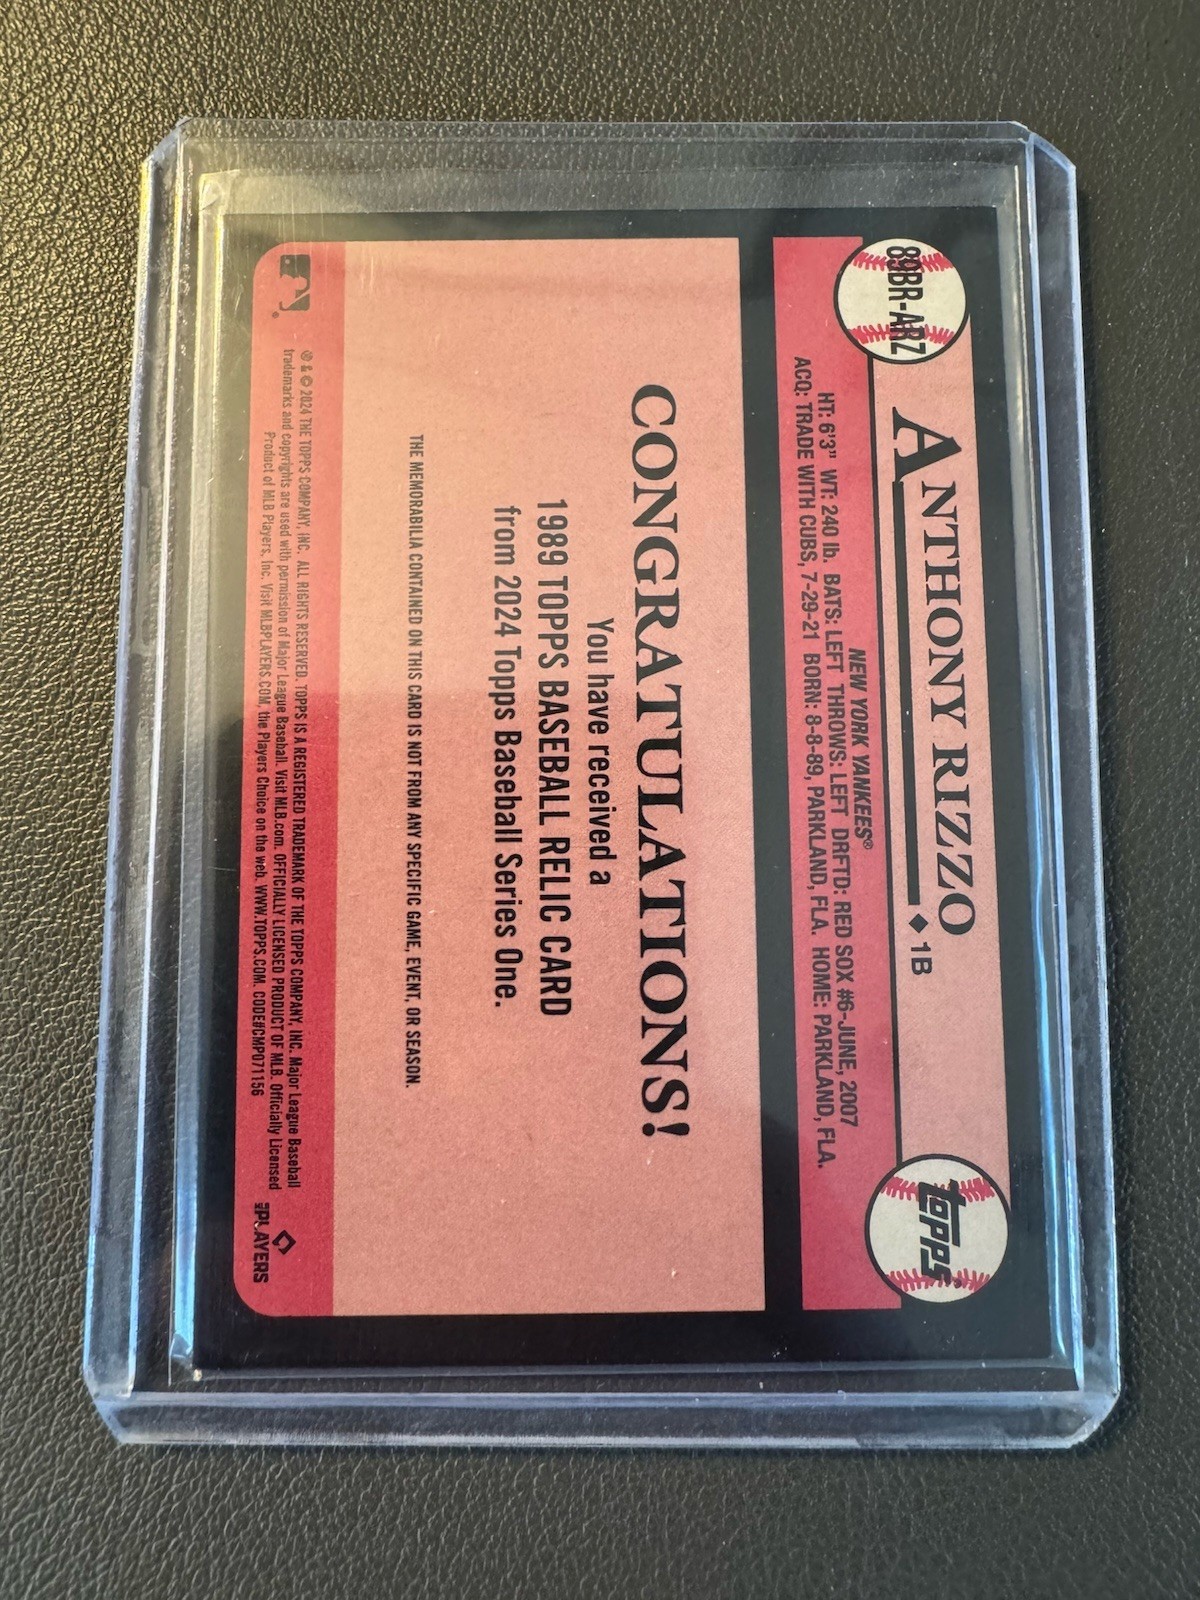 89BR-ARZ
ANTHONY RIZZO
1B
Topps®
NEW YORK YANKEES®
HT: 6'3" WT: 240 lb. BATS: LEFT THROWS: LEFT DRFTD: RED SOX #6-JUNE, 2007
ACQ: TRADE WITH CUBS, 7-29-21 BORN: 8-8-89, PARKLAND, FLA. HOME: PARKLAND, FLA.
CONGRATULATIONS!
You have received a
1989 TOPPS BASEBALL RELIC CARD
from 2024 Topps Baseball Series One.
THE MEMORABILIA CONTAINED ON THIS CARD IS NOT FROM ANY SPECIFIC GAME, EVENT, OR SEASON.
® & © 2024 THE TOPPS COMPANY, INC. ALL RIGHTS RESERVED. TOPPS IS A REGISTERED TRADEMARK OF THE TOPPS COMPANY, INC. Major League Baseball
trademarks and copyrights are used with permission of Major League Baseball. Visit MLB.com. OFFICIALLY LICENSED PRODUCT OF MLB. Officially Licensed
Product of MLB Players, Inc. Visit MLBPLAYERS.COM, the Players Choice on the web. WWW.TOPPS.COM. CODE#CMP071156
MLB PLAYERS